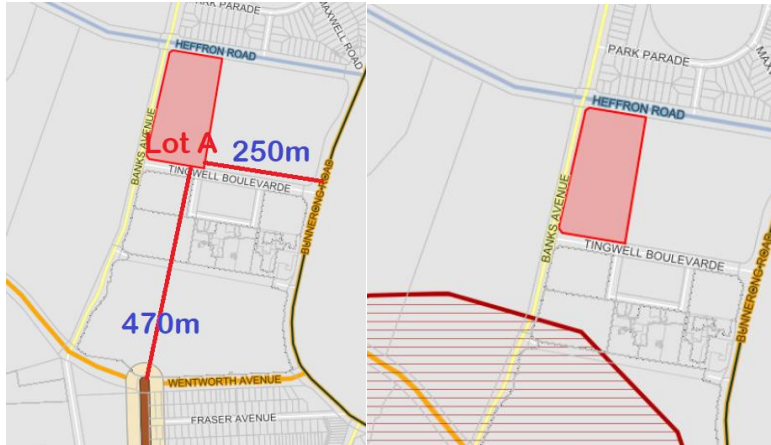 PARK PARADE
MAXWELL ROAD
HEFFRON ROAD
Lot A
250m
BANKS AVENUE
TINGWELL BOULEVARDE
BUNNERONG ROAD
470m
WENTWORTH AVENUE
FRASER AVENUE
PARK PARADE
HEFFRON ROAD
BANKS AVENUE
TINGWELL BOULEVARDE
BUNNERONG ROAD